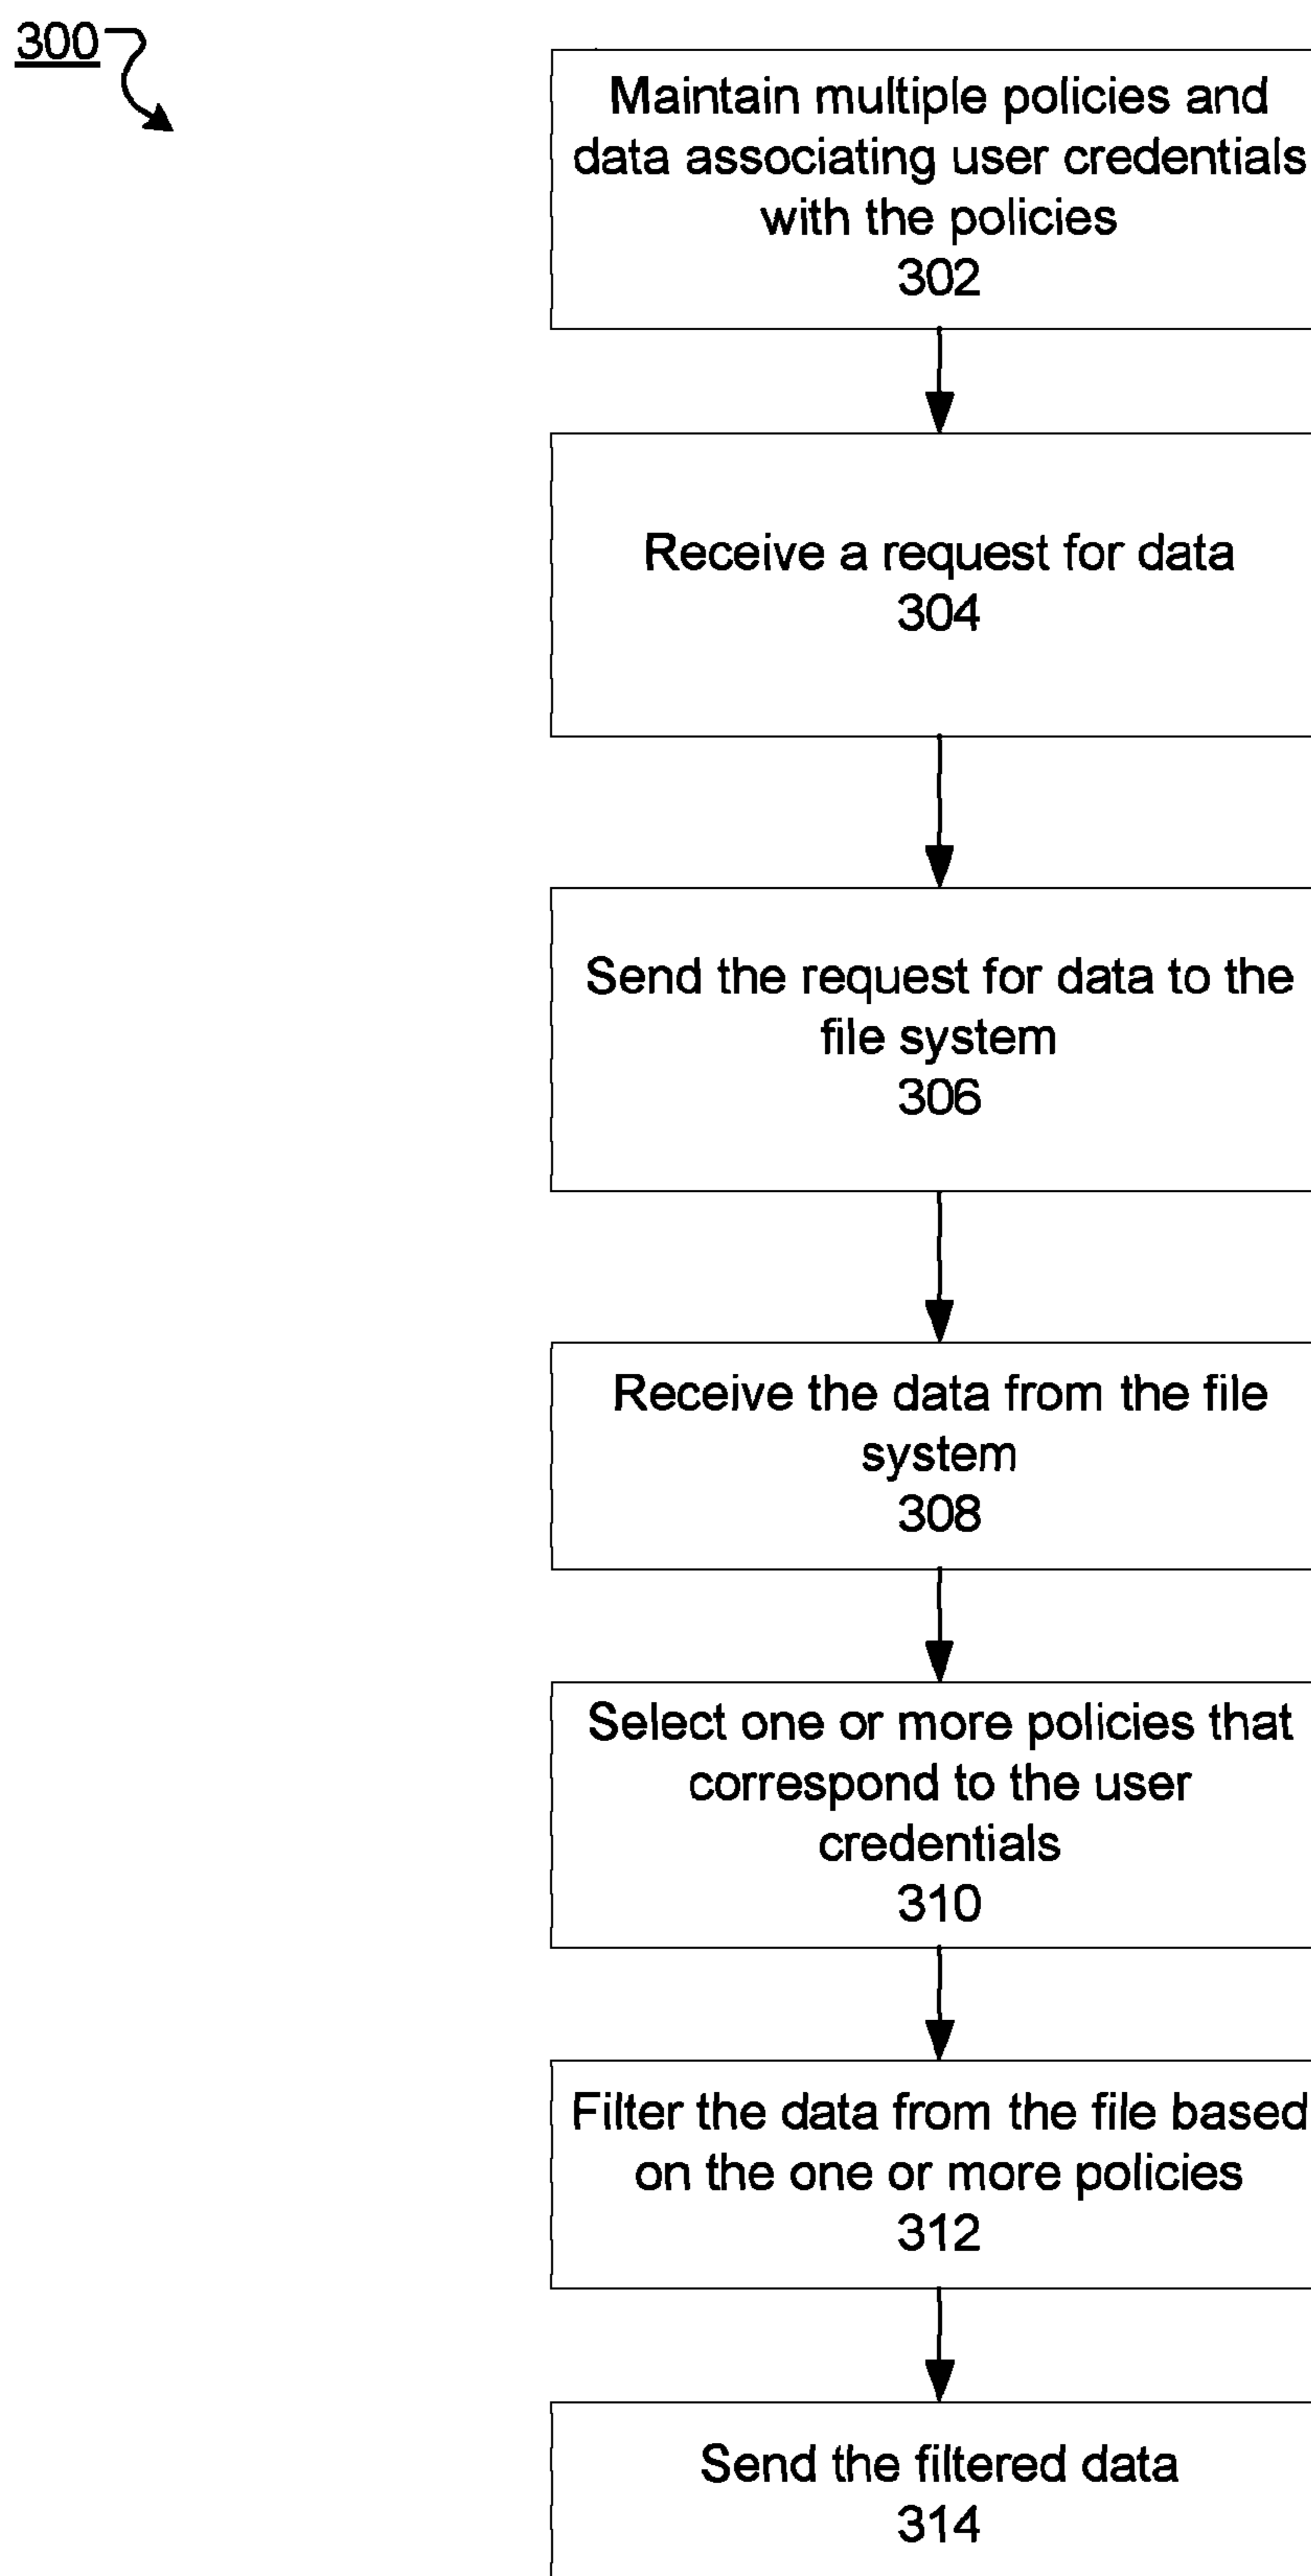 300
Maintain multiple policies and
data associating user credentials
with the policies
302
Receive a request for data
304
Send the request for data to the
file system
306
Receive the data from the file
system
308
Select one or more policies that
correspond to the user
credentials
310
Filter the data from the file based
on the one or more policies
312
Send the filtered data
314